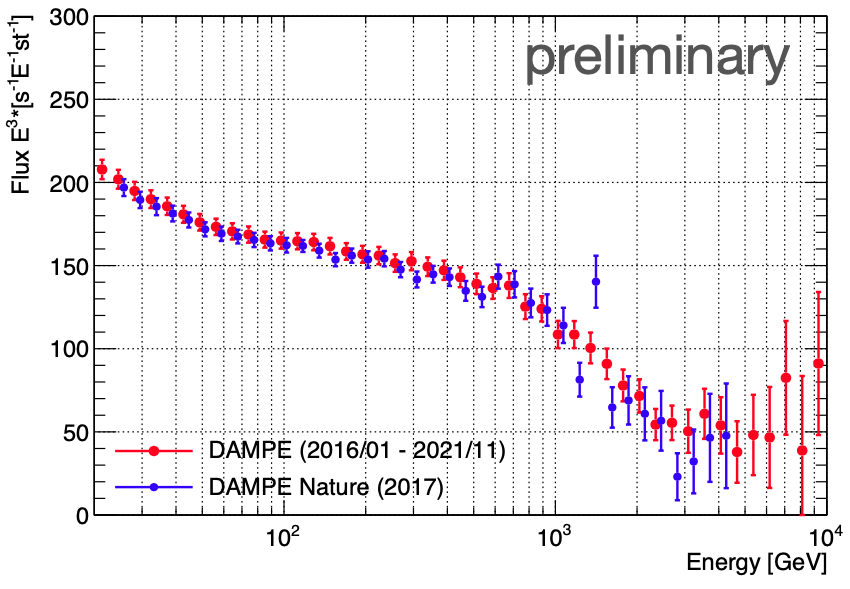 Flux E³*[s⁻¹E⁻¹st⁻¹]
300
250
200
150
100
50
0
preliminary
DAMPE (2016/01 - 2021/11)
DAMPE Nature (2017)
10²
10³
10⁴
Energy [GeV]